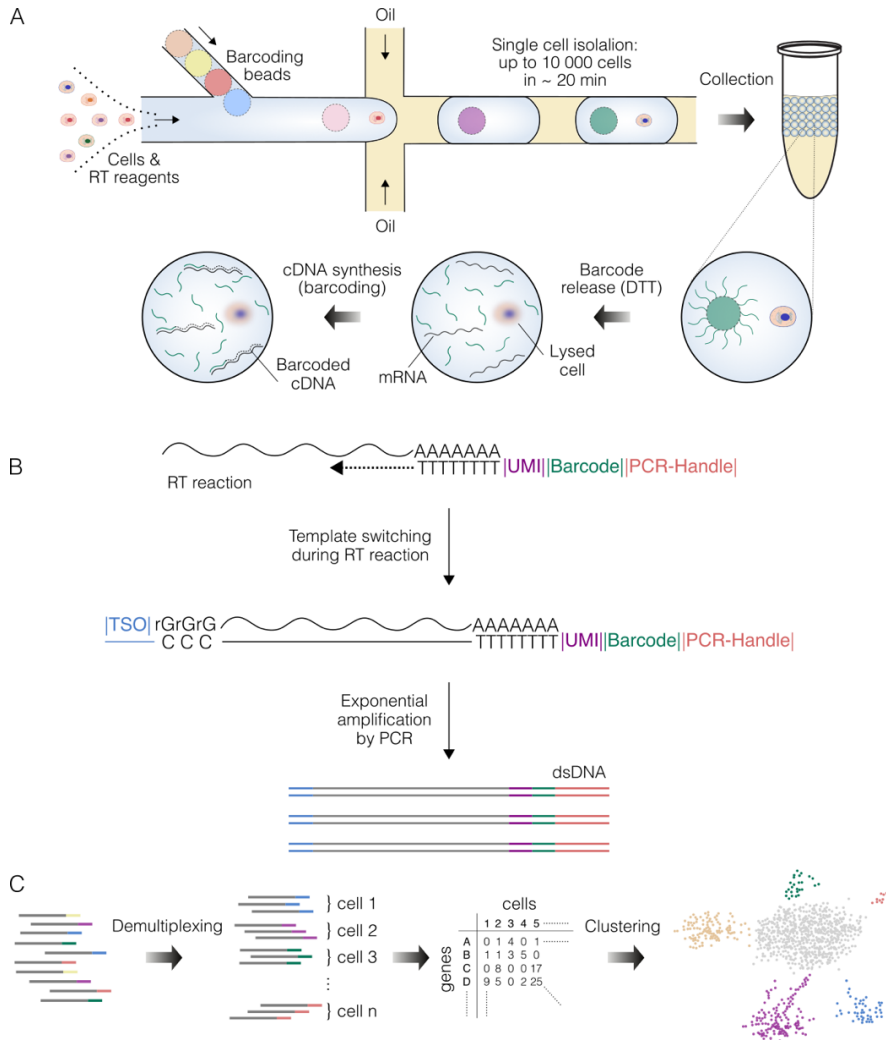 A
Oil
Barcoding
beads
Single cell isolalion:
up to 10 000 cells
in ~ 20 min
Collection
Cells &
RT reagents
Oil
cDNA synthesis
(barcoding)
Barcode
release (DTT)
Barcoded
cDNA
mRNA
Lysed
cell
B
AAAAAAA
TTTTTTTT|UMI||Barcode||PCR-Handle|
RT reaction
Template switching
during RT reaction
|TSO| rGrGrG AAAAAAA
C C C TTTTTTTT|UMI||Barcode||PCR-Handle|
Exponential
amplification
by PCR
dsDNA
C
Demultiplexing
} cell 1
} cell 2
} cell 3
⋮
} cell n
cells
1 2 3 4 5
genes
A 0 1 4 0 1
B 1 1 3 5 0
C 0 8 0 0 17
D 9 5 0 2 25
Clustering